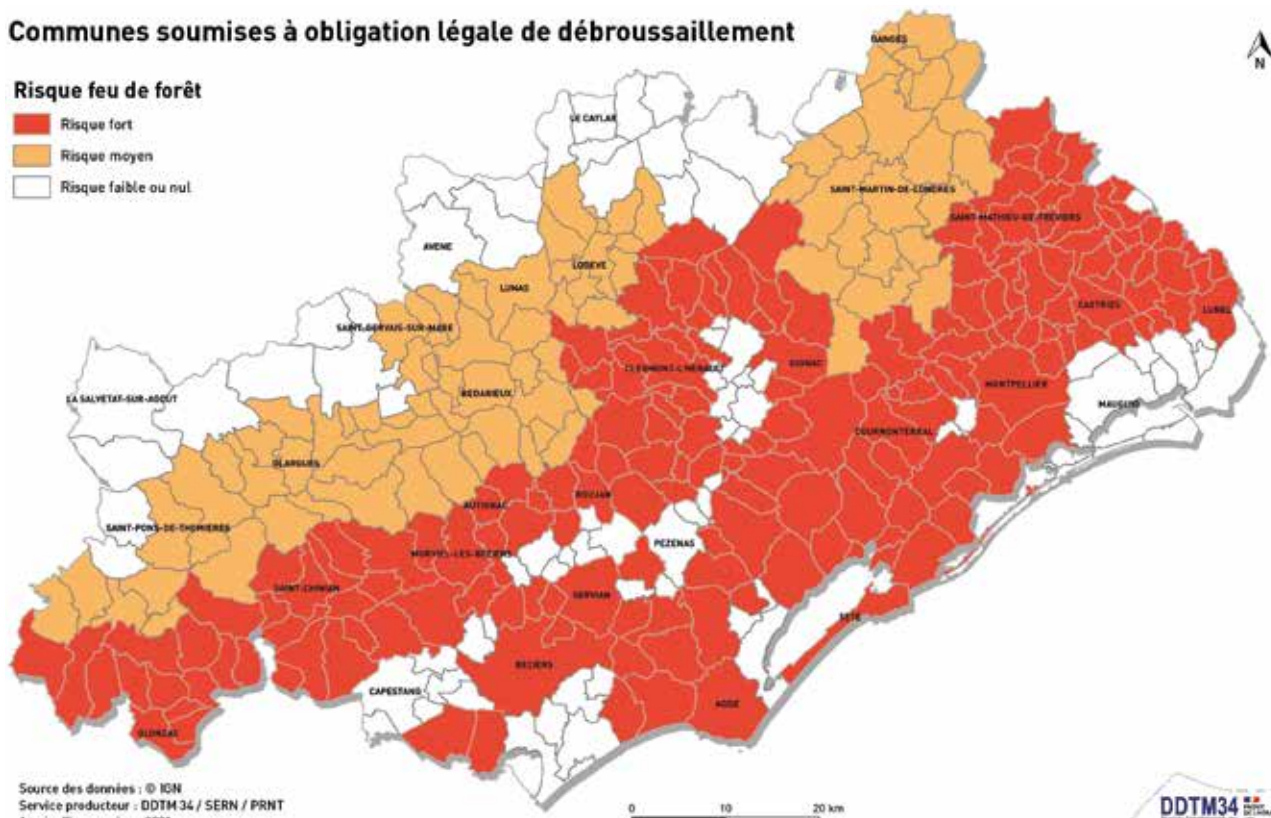 Communes soumises à obligation légale de débroussaillement
N
Risque feu de forêt
Risque fort
Risque moyen
Risque faible ou nul
GANGES
LE CAYLAR
SAINT-MARTIN-DE-LONDRES
SAINT-MATHIEU-DE-TREVIERS
AVENE
LODEVE
LUNAS
CASTRIES
LUNEL
SAINT-GERVAIS-SUR-MARE
CLERMONT-L'HERAULT
GIGNAC
MONTPELLIER
BEDARIEUX
LA SALVETAT-SUR-AGOUT
MAUGUIO
COURNONTERRAL
OLARGUES
ROUJAN
AUTIGNAC
SAINT-PONS-DE-THOMIERES
PEZENAS
MURVIEL-LES-BEZIERS
SAINT-CHINIAN
SERVIAN
SETE
BEZIERS
CAPESTANG
AGDE
OLONZAC
Source des données : © IGN
Service producteur : DDTM 34 / SERN / PRNT
0 10 20 km
DDTM34